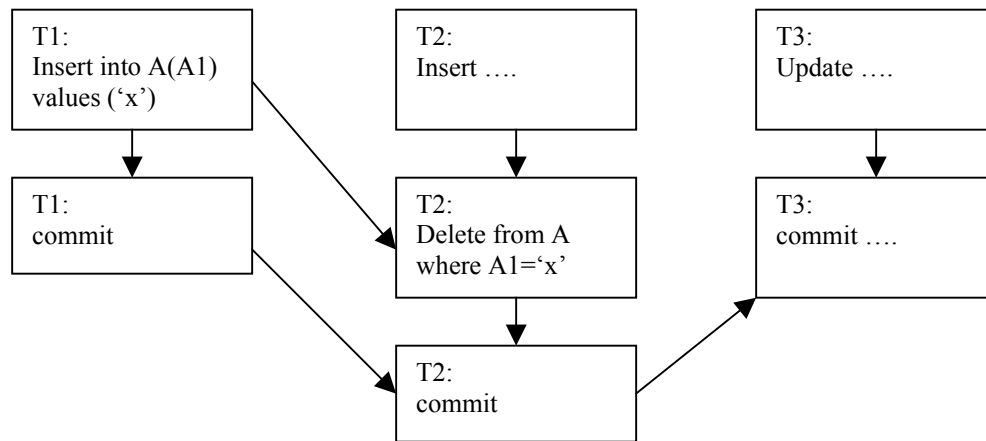 T1:
Insert into A(A1)
values (‘x’)
T2:
Insert ….
T3:
Update ….
T1:
commit
T2:
Delete from A
where A1=‘x’
T3:
commit ….
T2:
commit